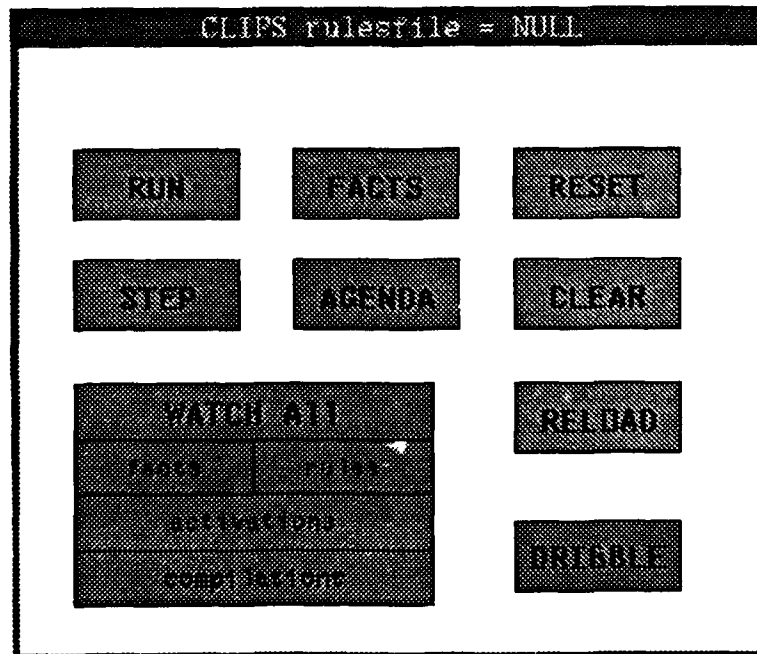 CLIPS rulesfile = NULL
RUN FACTS RESET
STEP AGENDA CLEAR
WATCH All RELOAD
facts rules
activations
compilations DRIBBLE